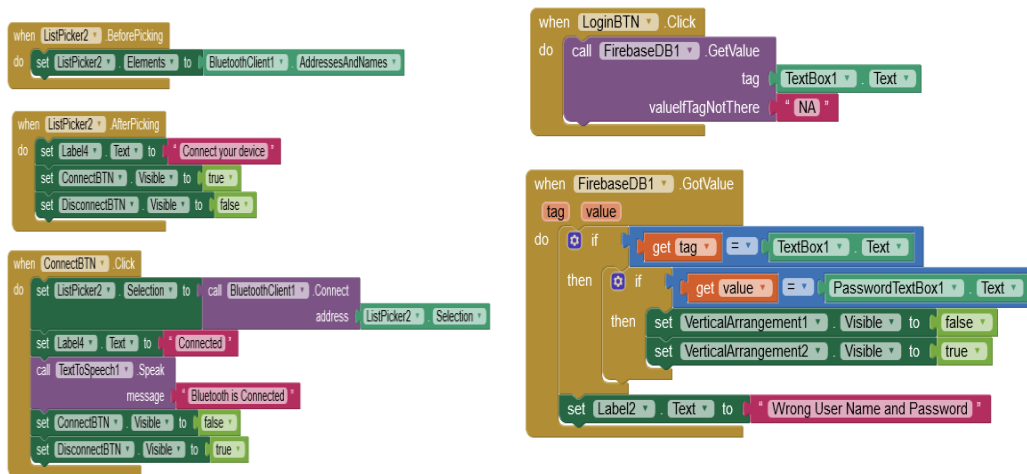 when ListPicker2 .BeforePicking
do set ListPicker2 . Elements to BluetoothClient1 . AddressesAndNames
when ListPicker2 .AfterPicking
do set Label4 . Text to " Connect your device "
set ConnectBTN . Visible to true
set DisconnectBTN . Visible to false
when ConnectBTN .Click
do set ListPicker2 . Selection to call BluetoothClient1 .Connect
address ListPicker2 . Selection
set Label4 . Text to " Connected "
call TextToSpeech1 .Speak
message " Bluetooth is Connected "
set ConnectBTN . Visible to false
set DisconnectBTN . Visible to true
when LoginBTN .Click
do call FirebaseDB1 .GetValue
tag TextBox1 . Text
valueIfTagNotThere " NA "
when FirebaseDB1 .GotValue
tag value
do if get tag = TextBox1 . Text
then if get value = PasswordTextBox1 . Text
then set VerticalArrangement1 . Visible to false
set VerticalArrangement2 . Visible to true
set Label2 . Text to " Wrong User Name and Password "